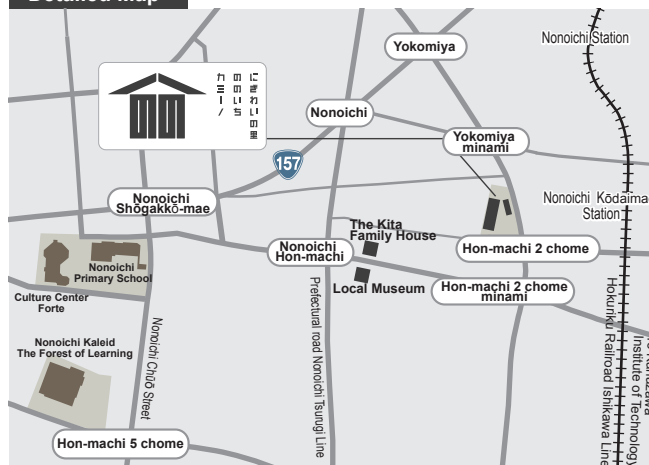 Detailed Map
Yokomiya
Nonoichi Station
にぎわいの里
ののいち
カミーノ
Nonoichi
157
Yokomiya
minami
Nonoichi
Shōgakkō-mae
Nonoichi Kōdaimae
Station
The Kita
Family House
Nonoichi
Hon-machi
Hon-machi 2 chome
Nonoichi
Primary School
Local Museum
Hon-machi 2 chome
minami
Culture Center
Forte
Prefectural road Nonoichi Tsurugi Line
Nonoichi Chūō Street
Nonoichi Kaleid
The Forest of Learning
Hokuriku Railroad Ishikawa Line
Institute of Technology
Hon-machi 5 chome